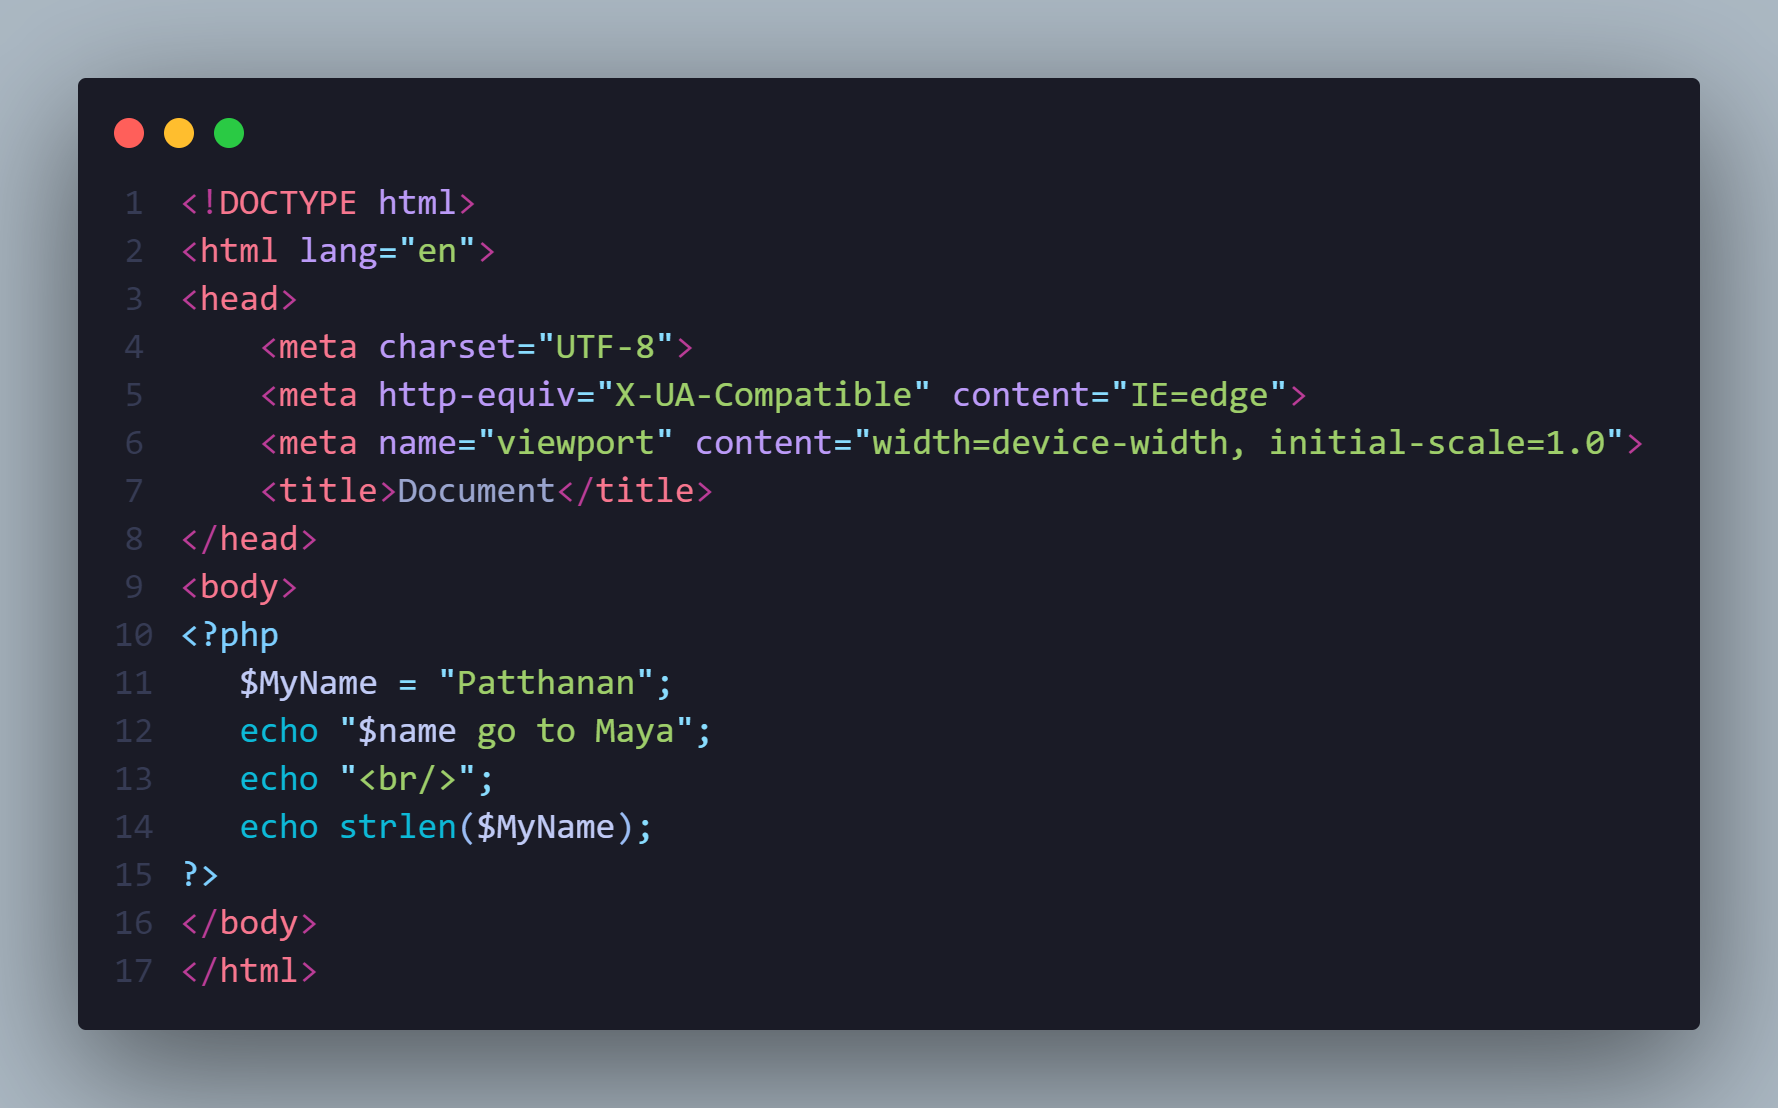 1 <!DOCTYPE html>
2 <html lang="en">
3 <head>
4     <meta charset="UTF-8">
5     <meta http-equiv="X-UA-Compatible" content="IE=edge">
6     <meta name="viewport" content="width=device-width, initial-scale=1.0">
7     <title>Document</title>
8 </head>
9 <body>
10 <?php
11    $MyName = "Patthanan";
12    echo "$name go to Maya";
13    echo "<br/>";
14    echo strlen($MyName);
15 ?>
16 </body>
17 </html>